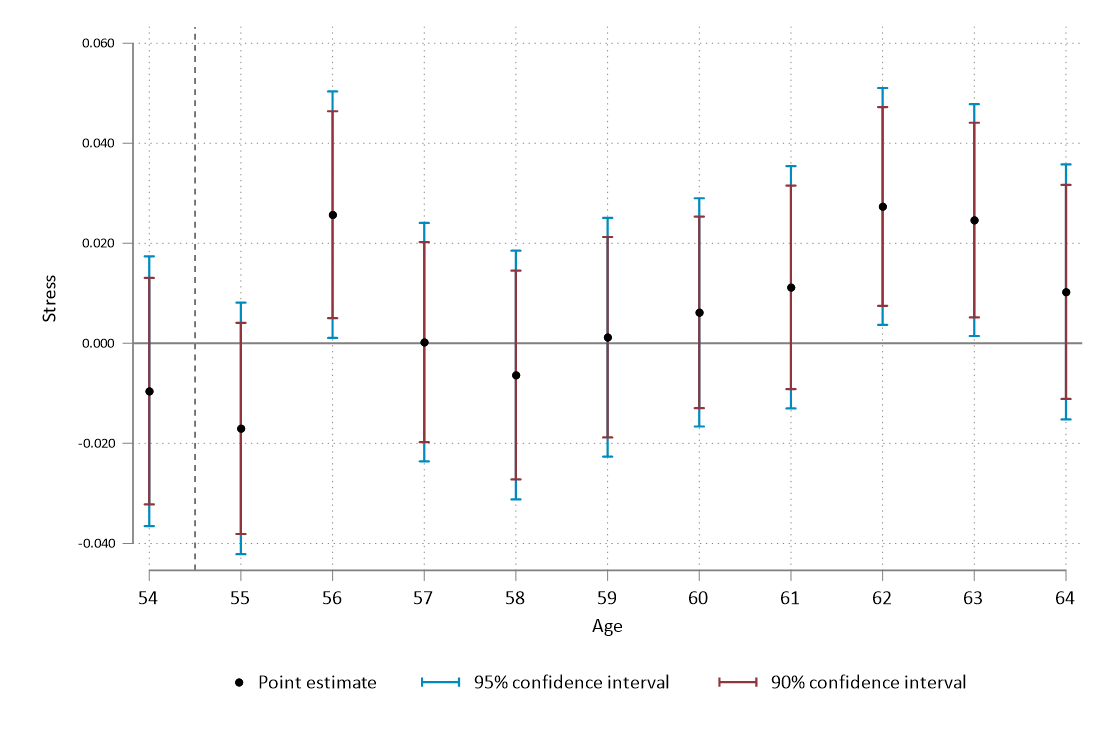 0.060
0.040
0.020
0.000
-0.020
-0.040
Stress
54 55 56 57 58 59 60 61 62 63 64
Age
Point estimate 95% confidence interval 90% confidence interval